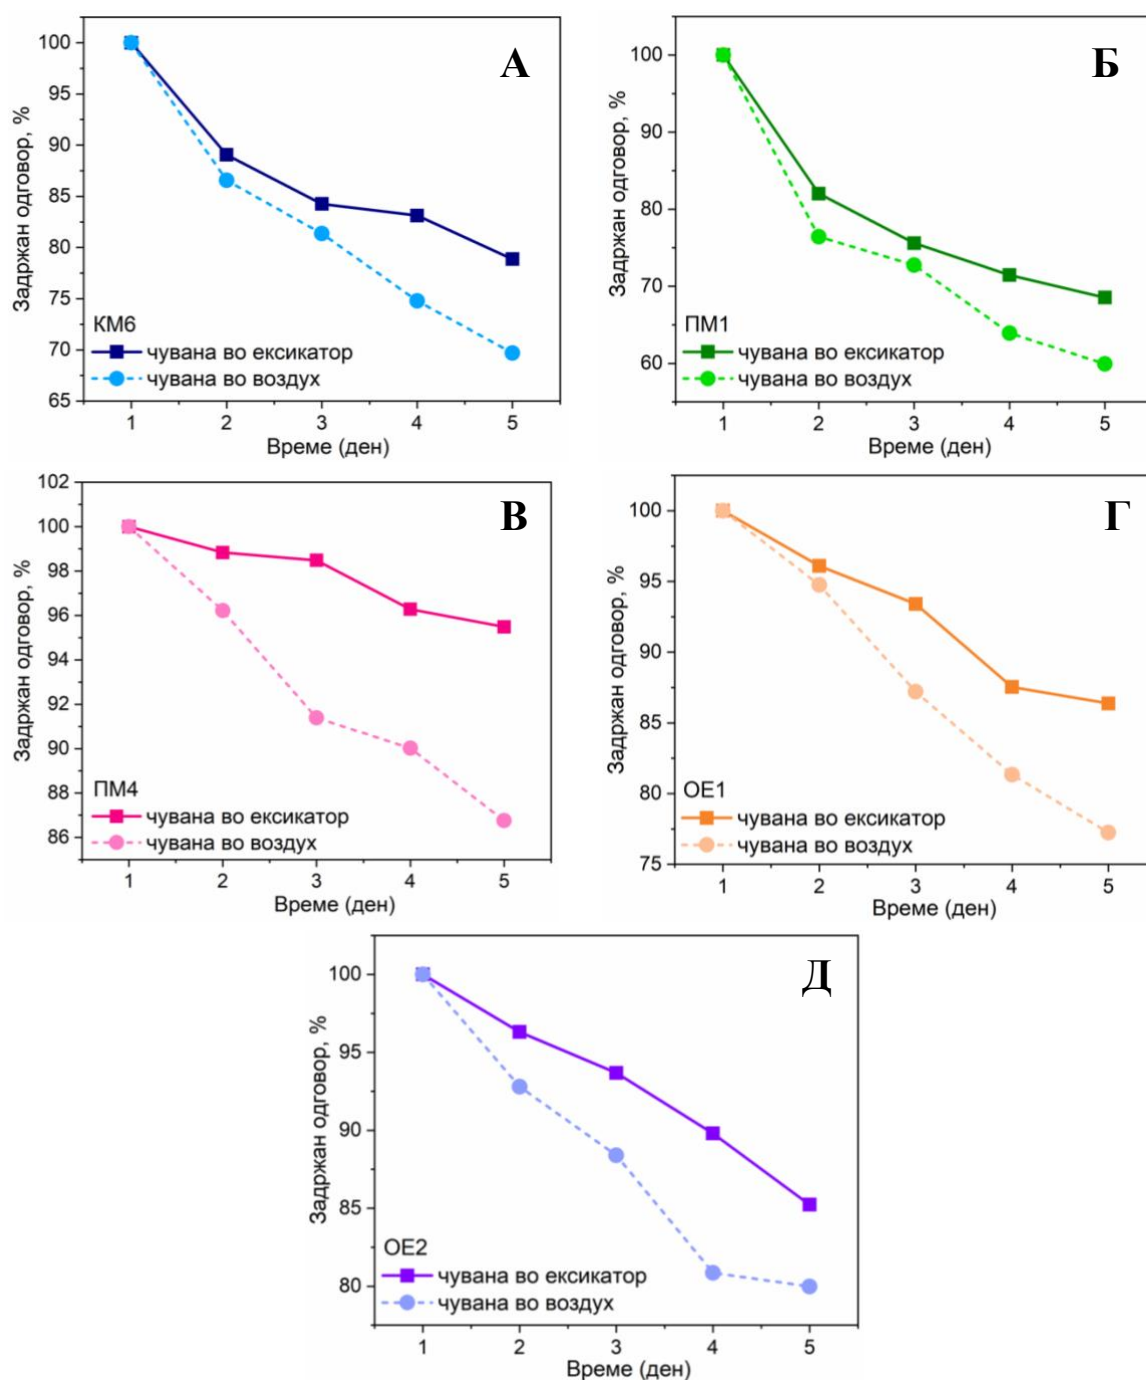 А
Задржан одговор, %
100
95
90
85
80
75
70
65
КМ6
чувана во ексикатор
чувана во воздух
1 2 3 4 5
Време (ден)
Б
Задржан одговор, %
100
90
80
70
60
ПМ1
чувана во ексикатор
чувана во воздух
1 2 3 4 5
Време (ден)
В
Задржан одговор, %
102
100
98
96
94
92
90
88
86
ПМ4
чувана во ексикатор
чувана во воздух
1 2 3 4 5
Време (ден)
Г
Задржан одговор, %
100
95
90
85
80
75
ОЕ1
чувана во ексикатор
чувана во воздух
1 2 3 4 5
Време (ден)
Д
Задржан одговор, %
100
95
90
85
80
ОЕ2
чувана во ексикатор
чувана во воздух
1 2 3 4 5
Време (ден)